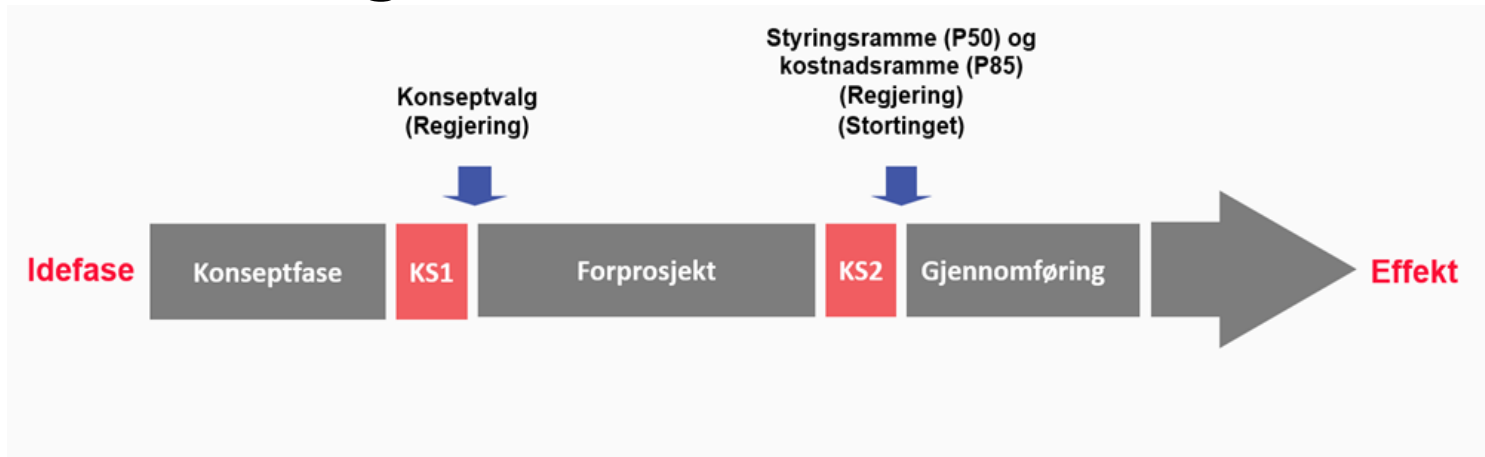 Styringsramme (P50) og
kostnadsramme (P85)
(Regjering)
(Stortinget)
Konseptvalg
(Regjering)
Idefase
Konseptfase
KS1
Forprosjekt
KS2
Gjennomføring
Effekt